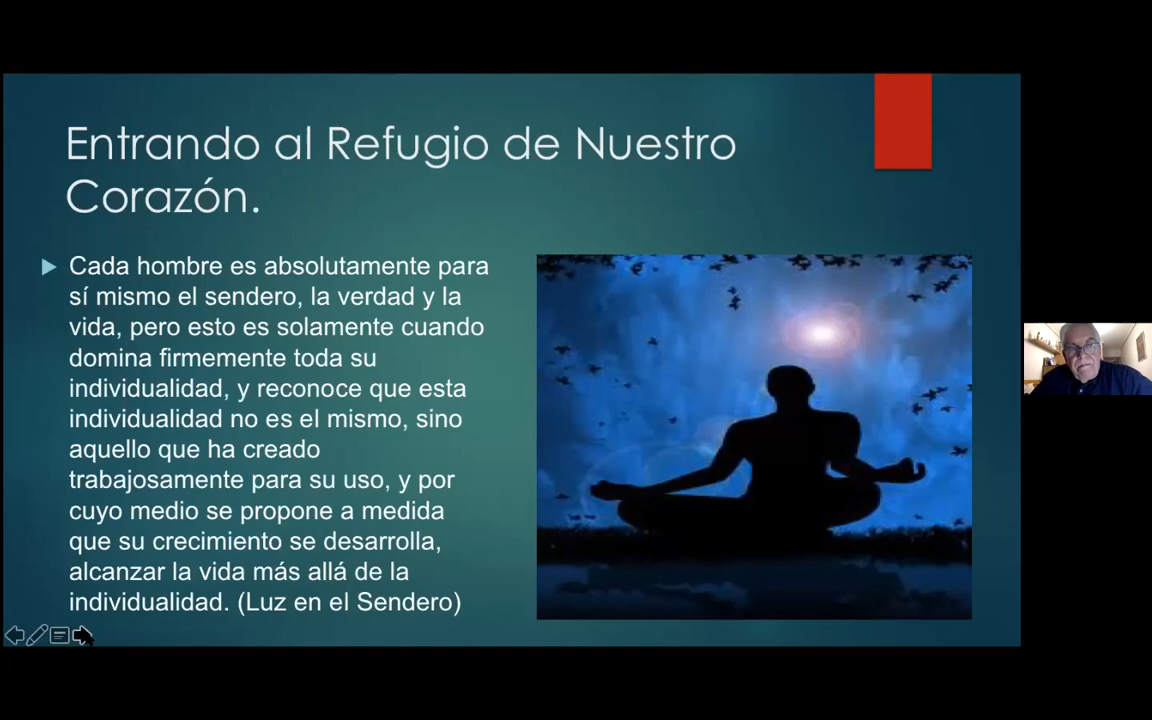 Entrando al Refugio de Nuestro
Corazón.
Cada hombre es absolutamente para
sí mismo el sendero, la verdad y la
vida, pero esto es solamente cuando
domina firmemente toda su
individualidad, y reconoce que esta
individualidad no es el mismo, sino
aquello que ha creado
trabajosamente para su uso, y por
cuyo medio se propone a medida
que su crecimiento se desarrolla,
alcanzar la vida más allá de la
individualidad. (Luz en el Sendero)